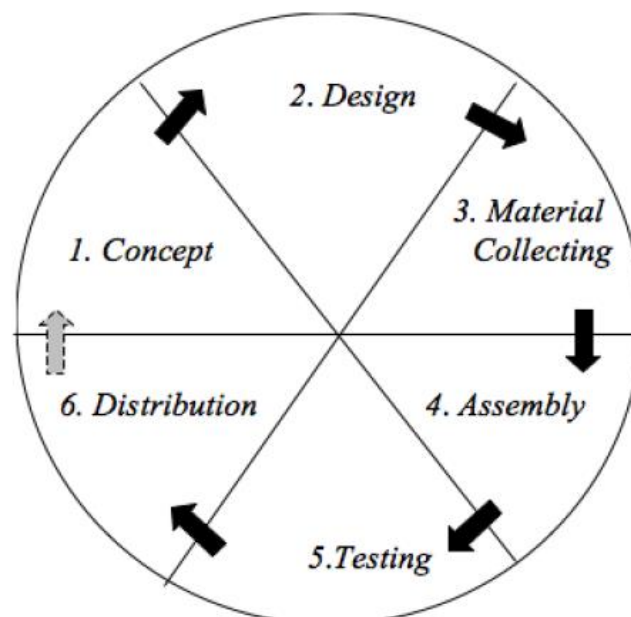 1. Concept
2. Design
3. Material
Collecting
4. Assembly
5.Testing
6. Distribution